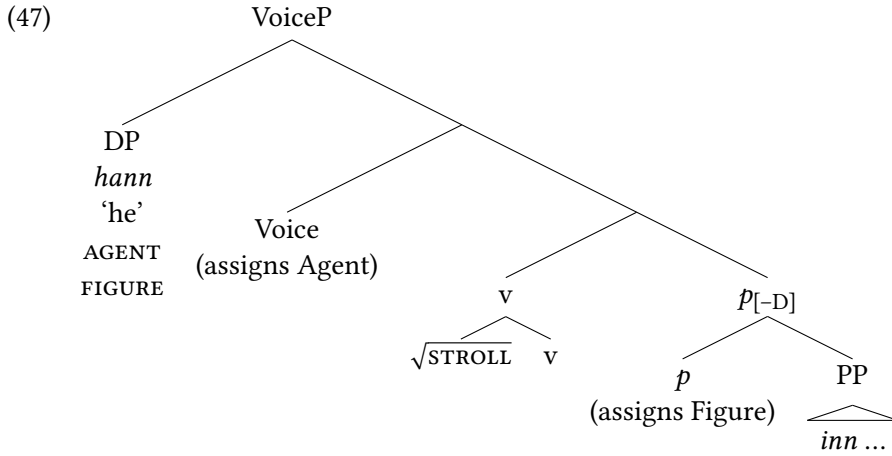 (47) VoiceP
DP
hann
‘he’
AGENT
FIGURE
Voice
(assigns Agent)
v p[–D]
√STROLL v p PP
(assigns Figure)
inn ...